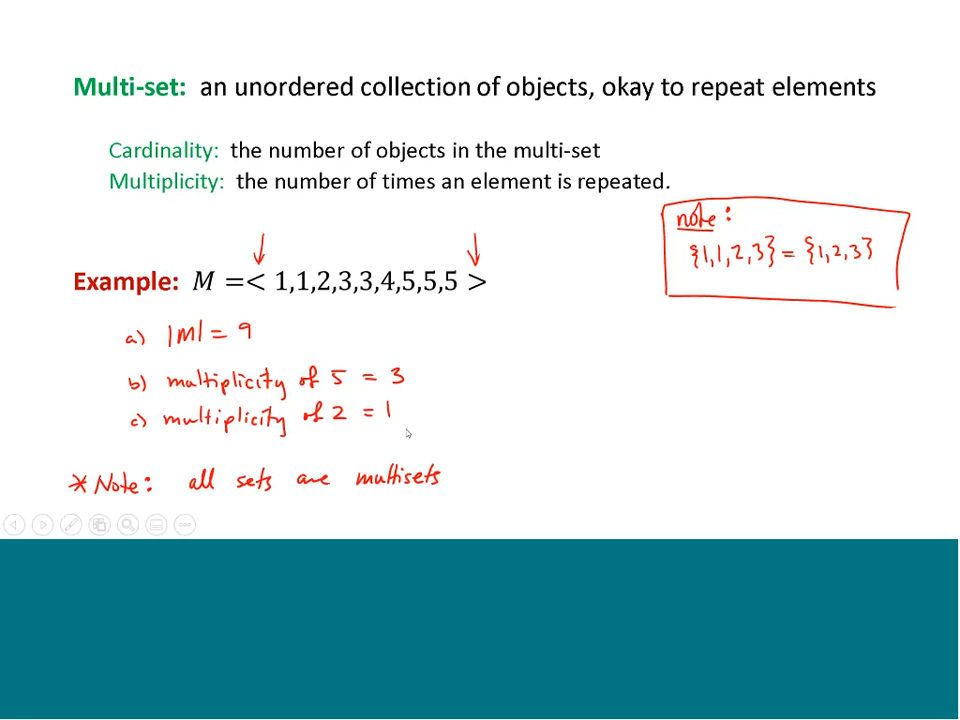 Multi-set: an unordered collection of objects, okay to repeat elements
Cardinality: the number of objects in the multi-set
Multiplicity: the number of times an element is repeated.
note:
{1,1,2,3} = {1,2,3}
Example: M =< 1,1,2,3,3,4,5,5,5 >
a) |M| = 9
b) multiplicity of 5 = 3
c) multiplicity of 2 = 1
* Note: all sets are multisets